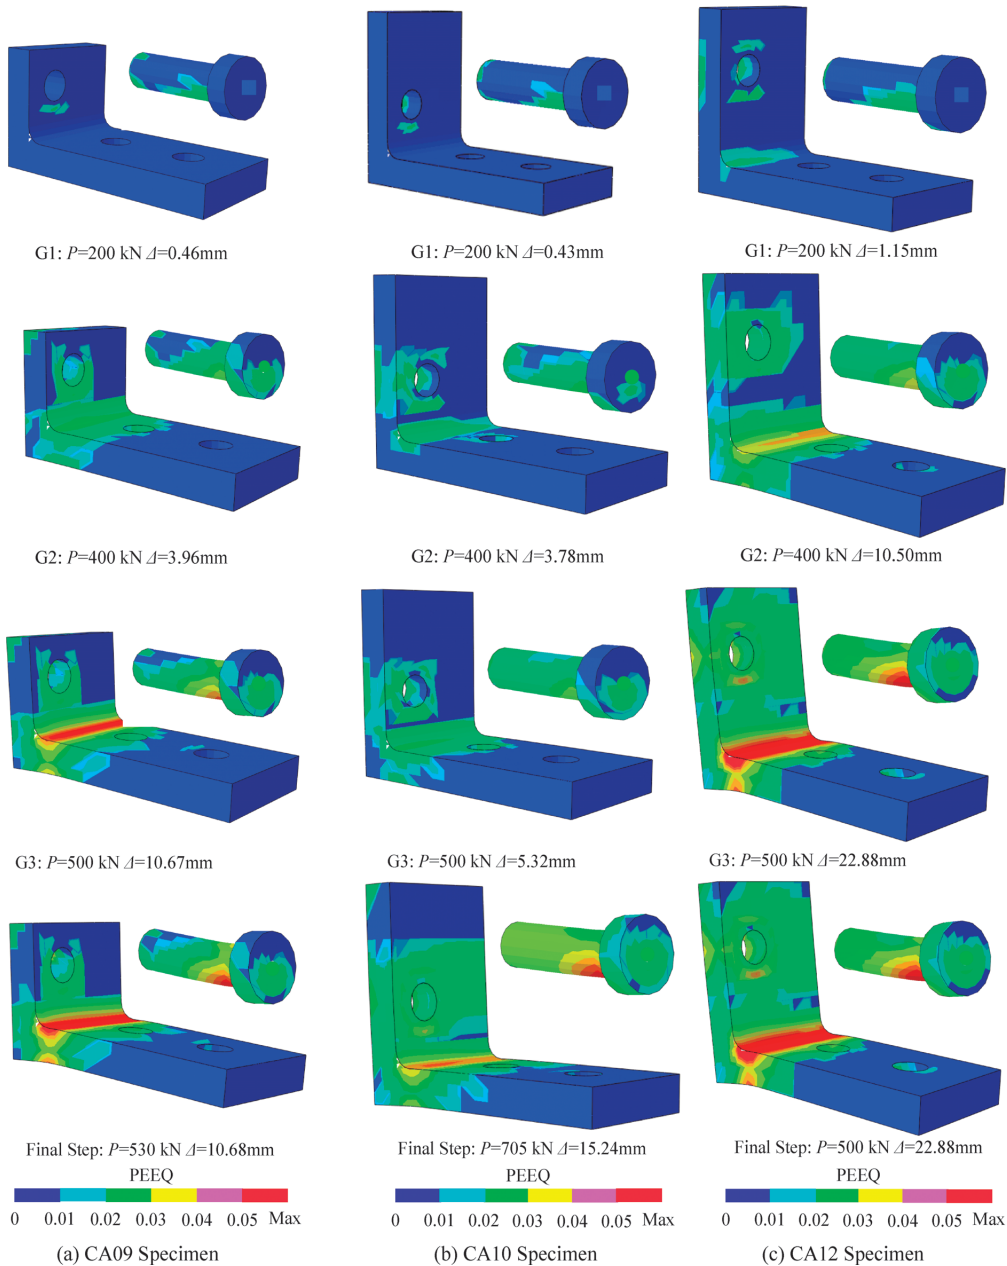 G1: P=200 kN Δ=0.46mm
G1: P=200 kN Δ=0.43mm
G1: P=200 kN Δ=1.15mm
G2: P=400 kN Δ=3.96mm
G2: P=400 kN Δ=3.78mm
G2: P=400 kN Δ=10.50mm
G3: P=500 kN Δ=10.67mm
G3: P=500 kN Δ=5.32mm
G3: P=500 kN Δ=22.88mm
Final Step: P=530 kN Δ=10.68mm
Final Step: P=705 kN Δ=15.24mm
Final Step: P=500 kN Δ=22.88mm
PEEQ
0 0.01 0.02 0.03 0.04 0.05 Max
(a) CA09 Specimen
PEEQ
0 0.01 0.02 0.03 0.04 0.05 Max
(b) CA10 Specimen
PEEQ
0 0.01 0.02 0.03 0.04 0.05 Max
(c) CA12 Specimen